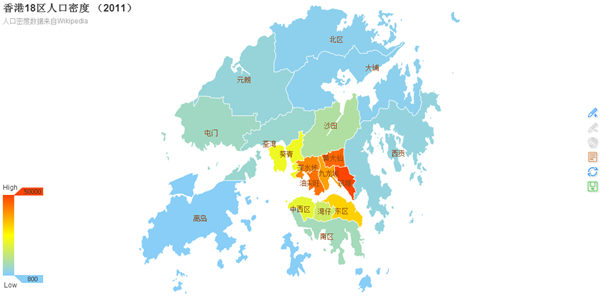 香港18区人口密度 （2011）
人口密度数据来自Wikipedia
北区
大埔
元朗
沙田
屯门
荃湾
葵青
黄大仙
西贡
深水埗
九龙城
油尖旺
High
50000
中西区
湾仔
东区
离岛
南区
800
Low